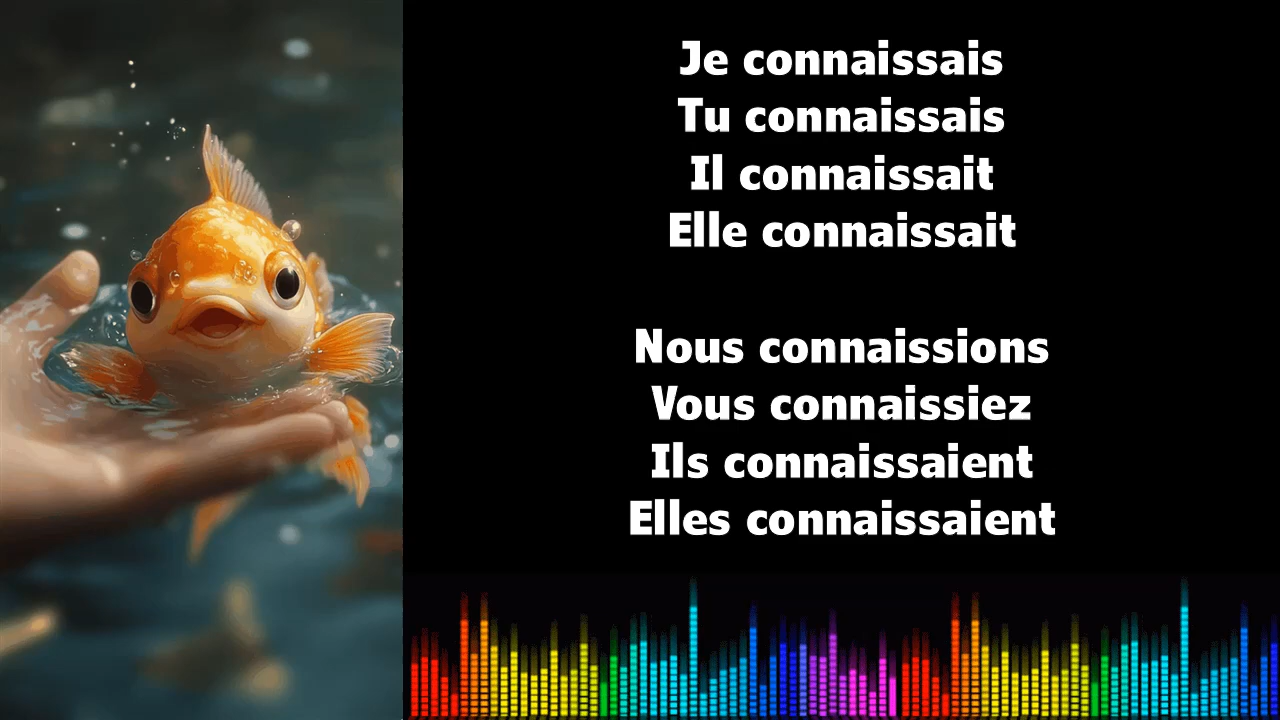 Je connaissais
Tu connaissais
Il connaissait
Elle connaissait
Nous connaissions
Vous connaissiez
Ils connaissaient
Elles connaissaient